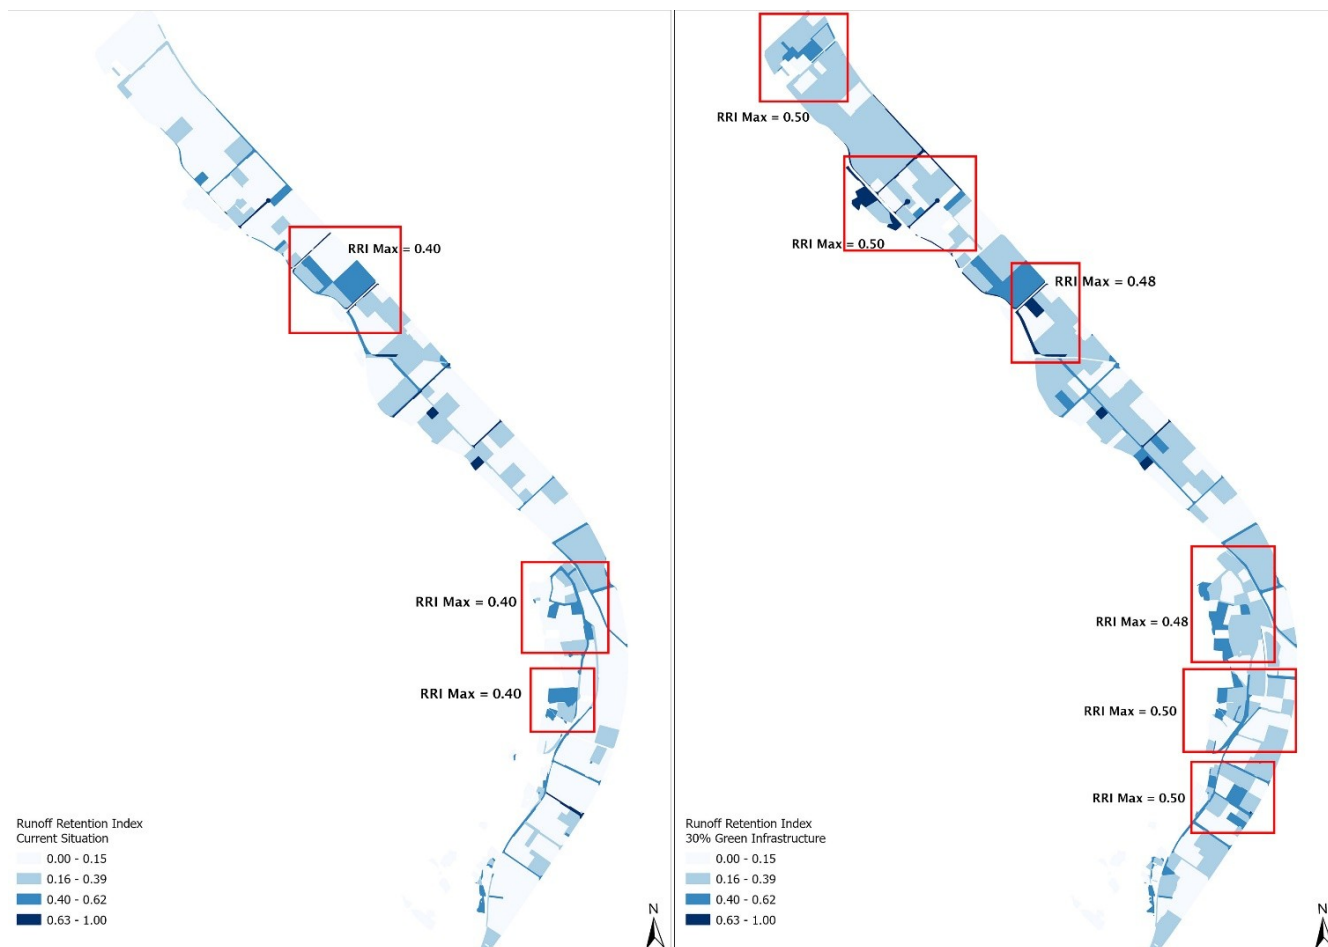 RRI Max = 0.40
RRI Max = 0.40
RRI Max = 0.40
Runoff Retention Index
Current Situation
0.00 - 0.15
0.16 - 0.39
0.40 - 0.62
0.63 - 1.00
N
RRI Max = 0.50
RRI Max = 0.50
RRI Max = 0.48
RRI Max = 0.48
RRI Max = 0.50
RRI Max = 0.50
Runoff Retention Index
30% Green Infrastructure
0.00 - 0.15
0.16 - 0.39
0.40 - 0.62
0.63 - 1.00
N